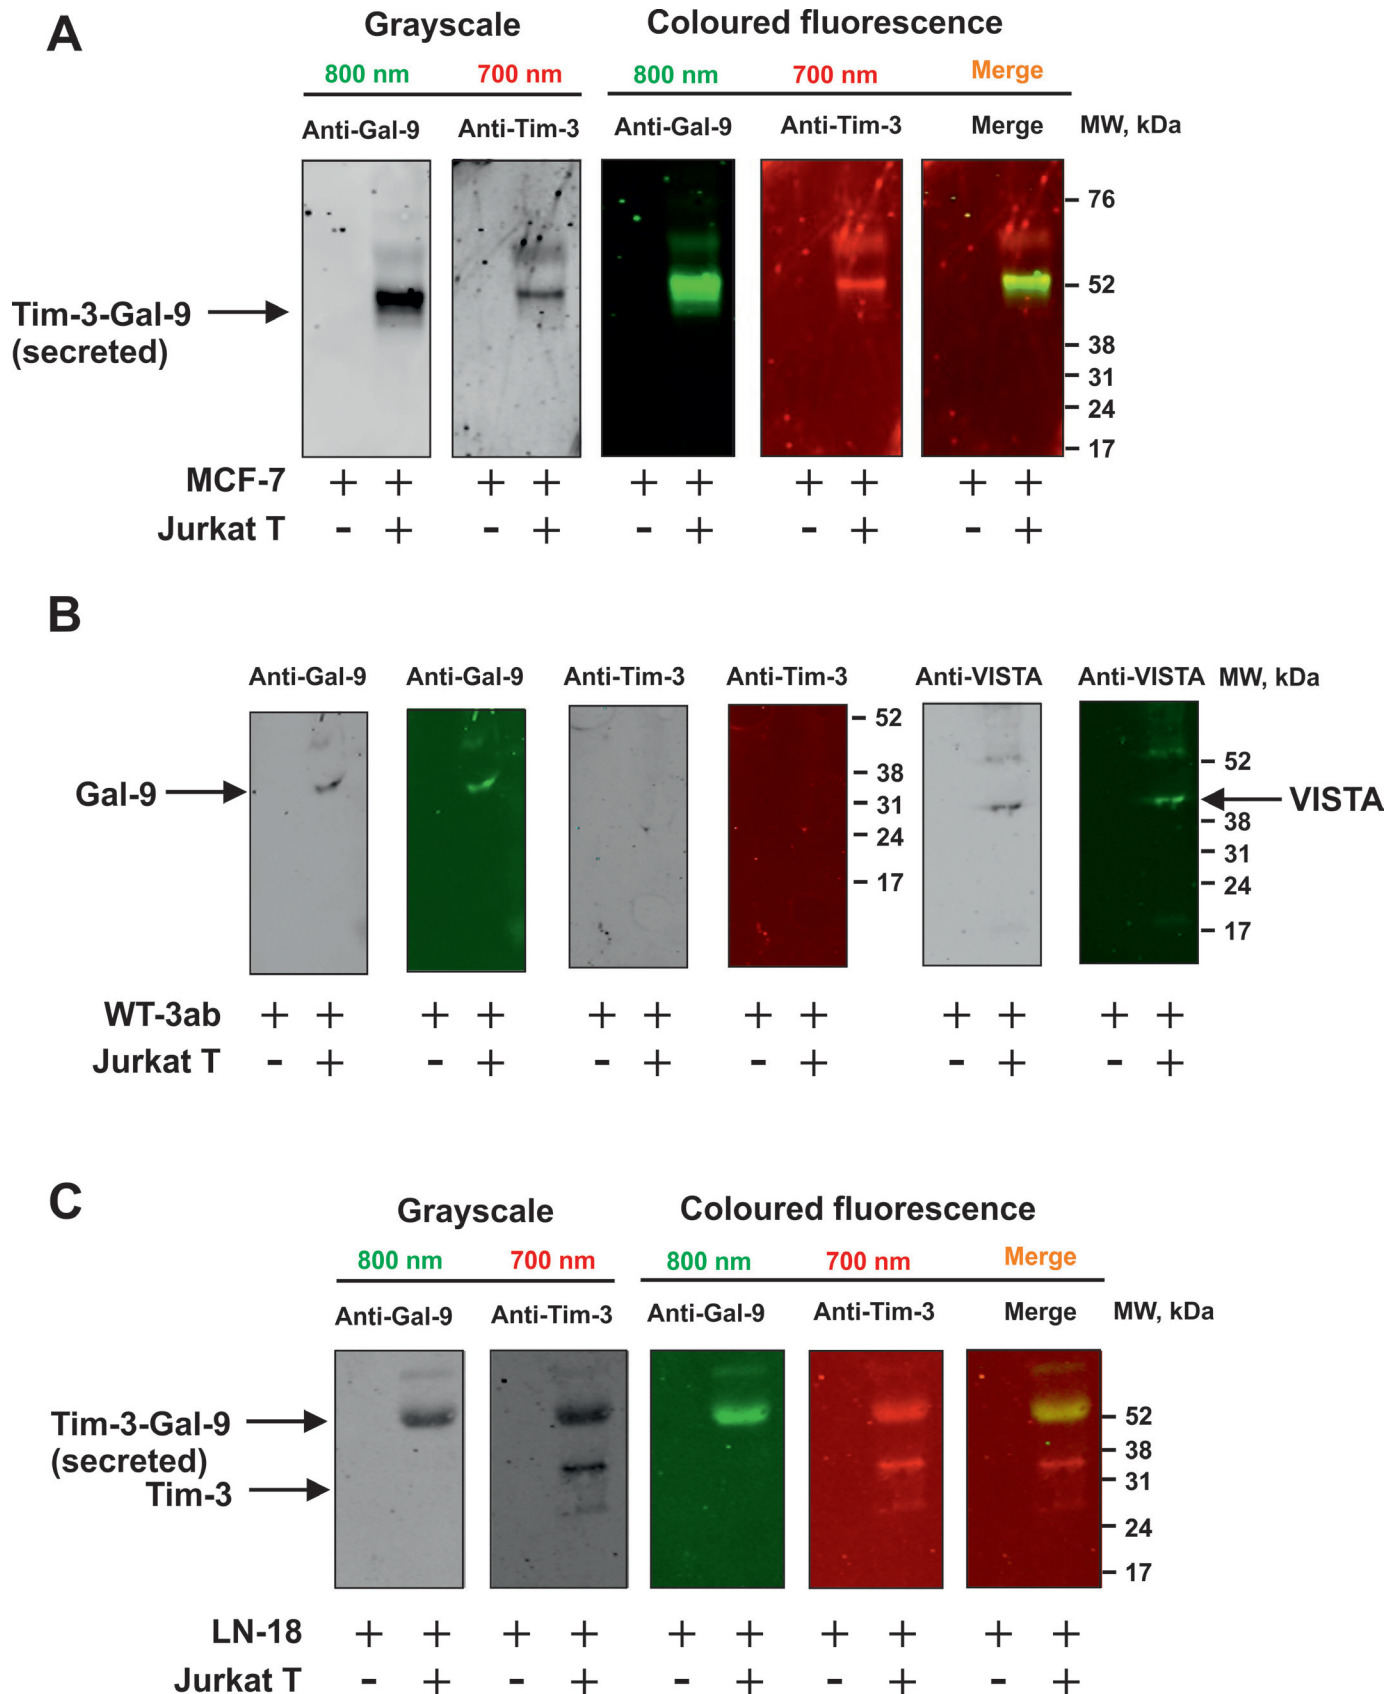 A
Grayscale
Coloured fluorescence
800 nm 700 nm 800 nm 700 nm Merge
Anti-Gal-9 Anti-Tim-3 Anti-Gal-9 Anti-Tim-3 Merge MW, kDa
76
52
Tim-3-Gal-9
(secreted)
38
31
24
17
MCF-7 + + + + + + + + + +
Jurkat T - + - + - + - + - +
B
Anti-Gal-9 Anti-Gal-9 Anti-Tim-3 Anti-Tim-3 Anti-VISTA Anti-VISTA MW, kDa
52
38
31
24
17
Gal-9
52
VISTA
38
31
24
17
WT-3ab + + + + + + + + + + + +
Jurkat T - + - + - + - + - + - +
C
Grayscale
Coloured fluorescence
800 nm 700 nm 800 nm 700 nm Merge
Anti-Gal-9 Anti-Tim-3 Anti-Gal-9 Anti-Tim-3 Merge MW, kDa
Tim-3-Gal-9
(secreted)
Tim-3
52
38
31
24
17
LN-18 + + + + + + + + + +
Jurkat T - + - + - + - + - +